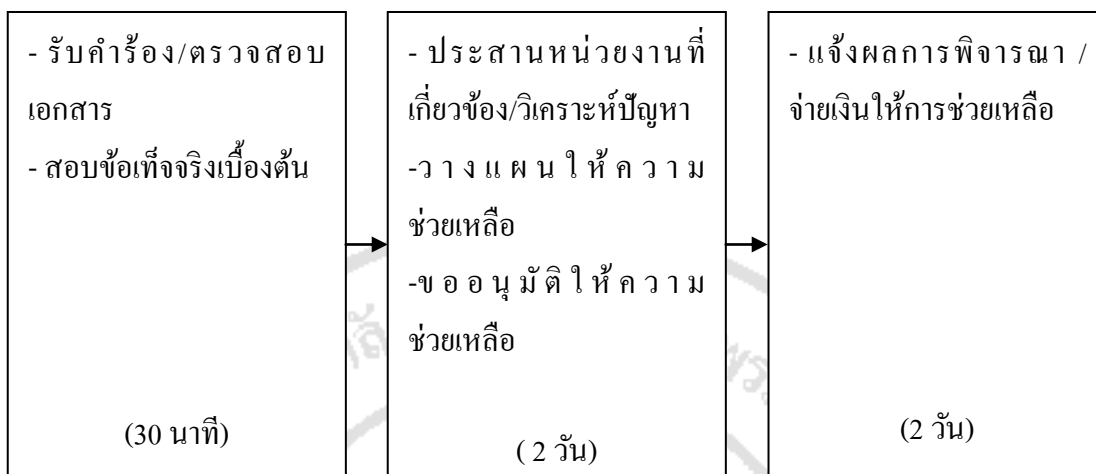 - รับคำร้อง/ตรวจสอบ
เอกสาร
- สอบข้อเท็จจริงเบื้องต้น
(30 นาที)
- ประสานหน่วยงานที่
เกี่ยวข้อง/วิเคราะห์ปัญหา
-วางแผนให้ความ
ช่วยเหลือ
-ขออนุมัติให้ความ
ช่วยเหลือ
( 2 วัน)
- แจ้งผลการพิจารณา /
จ่ายเงินให้การช่วยเหลือ
(2 วัน)